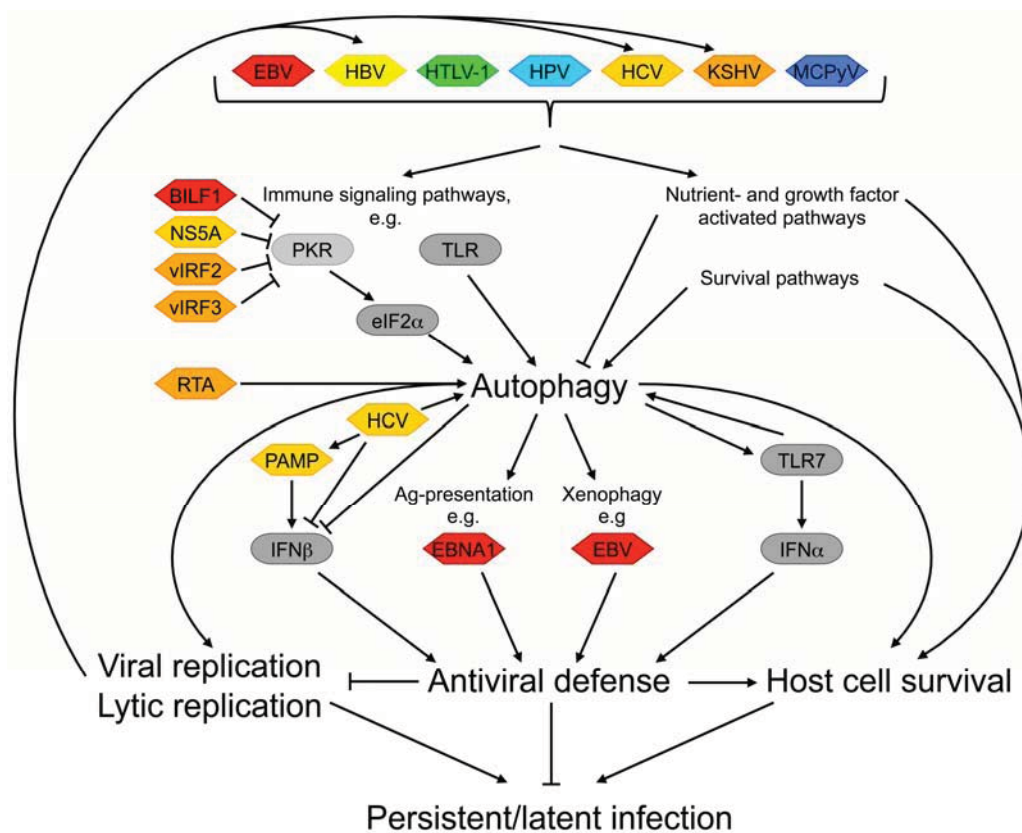 EBV HBV HTLV-1 HPV HCV KSHV MCPyV
BILF1
NS5A
vIRF2
vIRF3
Immune signaling pathways,
e.g.
PKR
TLR
eIF2α
Nutrient- and growth factor
activated pathways
Survival pathways
RTA
Autophagy
HCV
PAMP
IFNβ
Ag-presentation
e.g.
EBNA1
Xenophagy
e.g
EBV
TLR7
IFNα
Viral replication
Lytic replication
Antiviral defense
Host cell survival
Persistent/latent infection